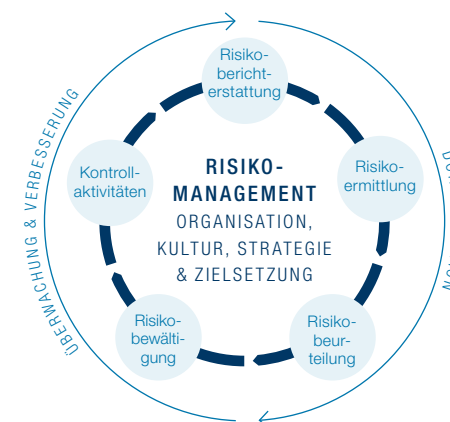 Risiko-
bericht-
erstattung
Risiko-
ermittlung
Risiko-
beur-
teilung
Risiko-
bewälti-
gung
Kontroll-
aktivitäten
RISIKO-
MANAGEMENT
ORGANISATION,
KULTUR, STRATEGIE
& ZIELSETZUNG
ÜBERWACHUNG & VERBESSERUNG